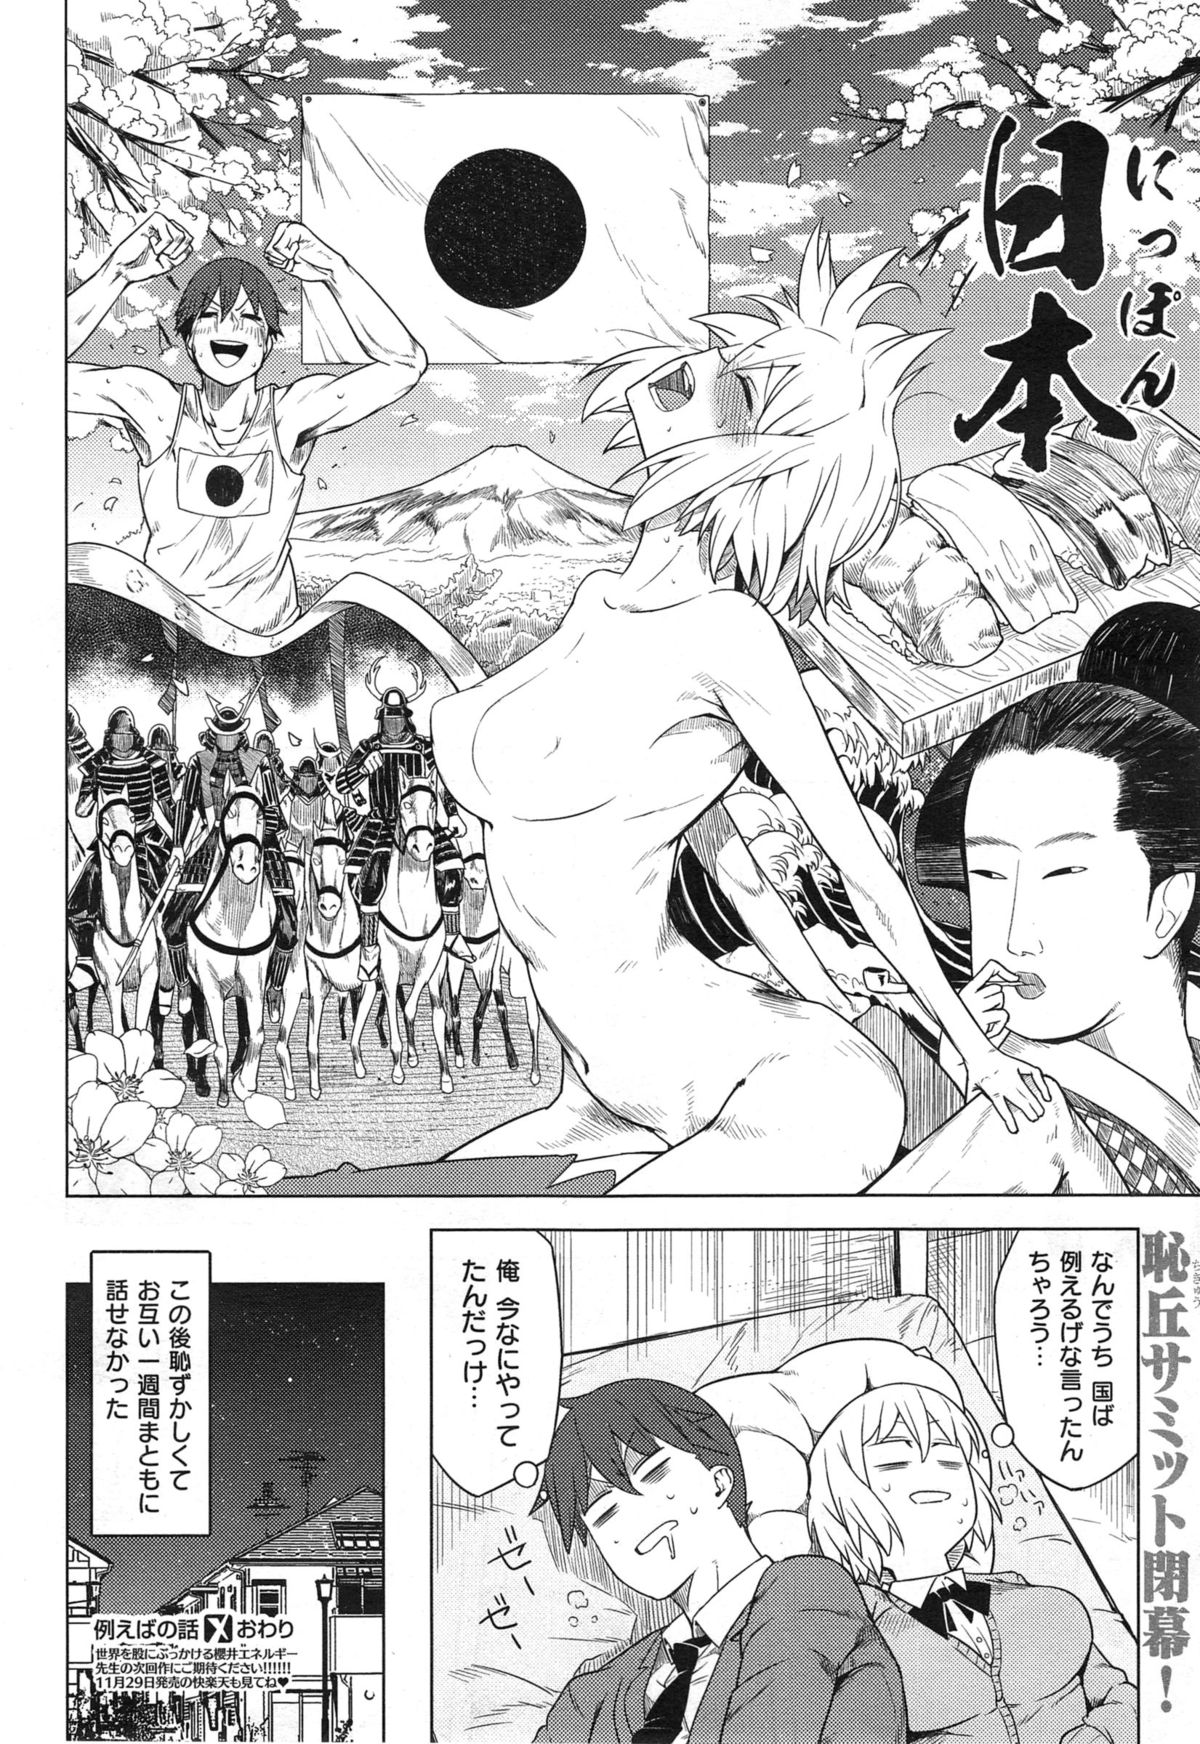 にっぽん
日本
恥丘サミット閉幕！
ちきゅう
なんでうち 国ば
例えるげな言ったん
ちゃろう…
俺 今なにやって
たんだっけ…
ゼー
ゼー
この後恥ずかしくて
お互い一週間まともに
話せなかった
例えばの話 X おわり
世界を股にぶっかける櫻井エネルギー
先生の次回作にご期待ください!!!!!!
11月29日発売の快楽天も見てね♥